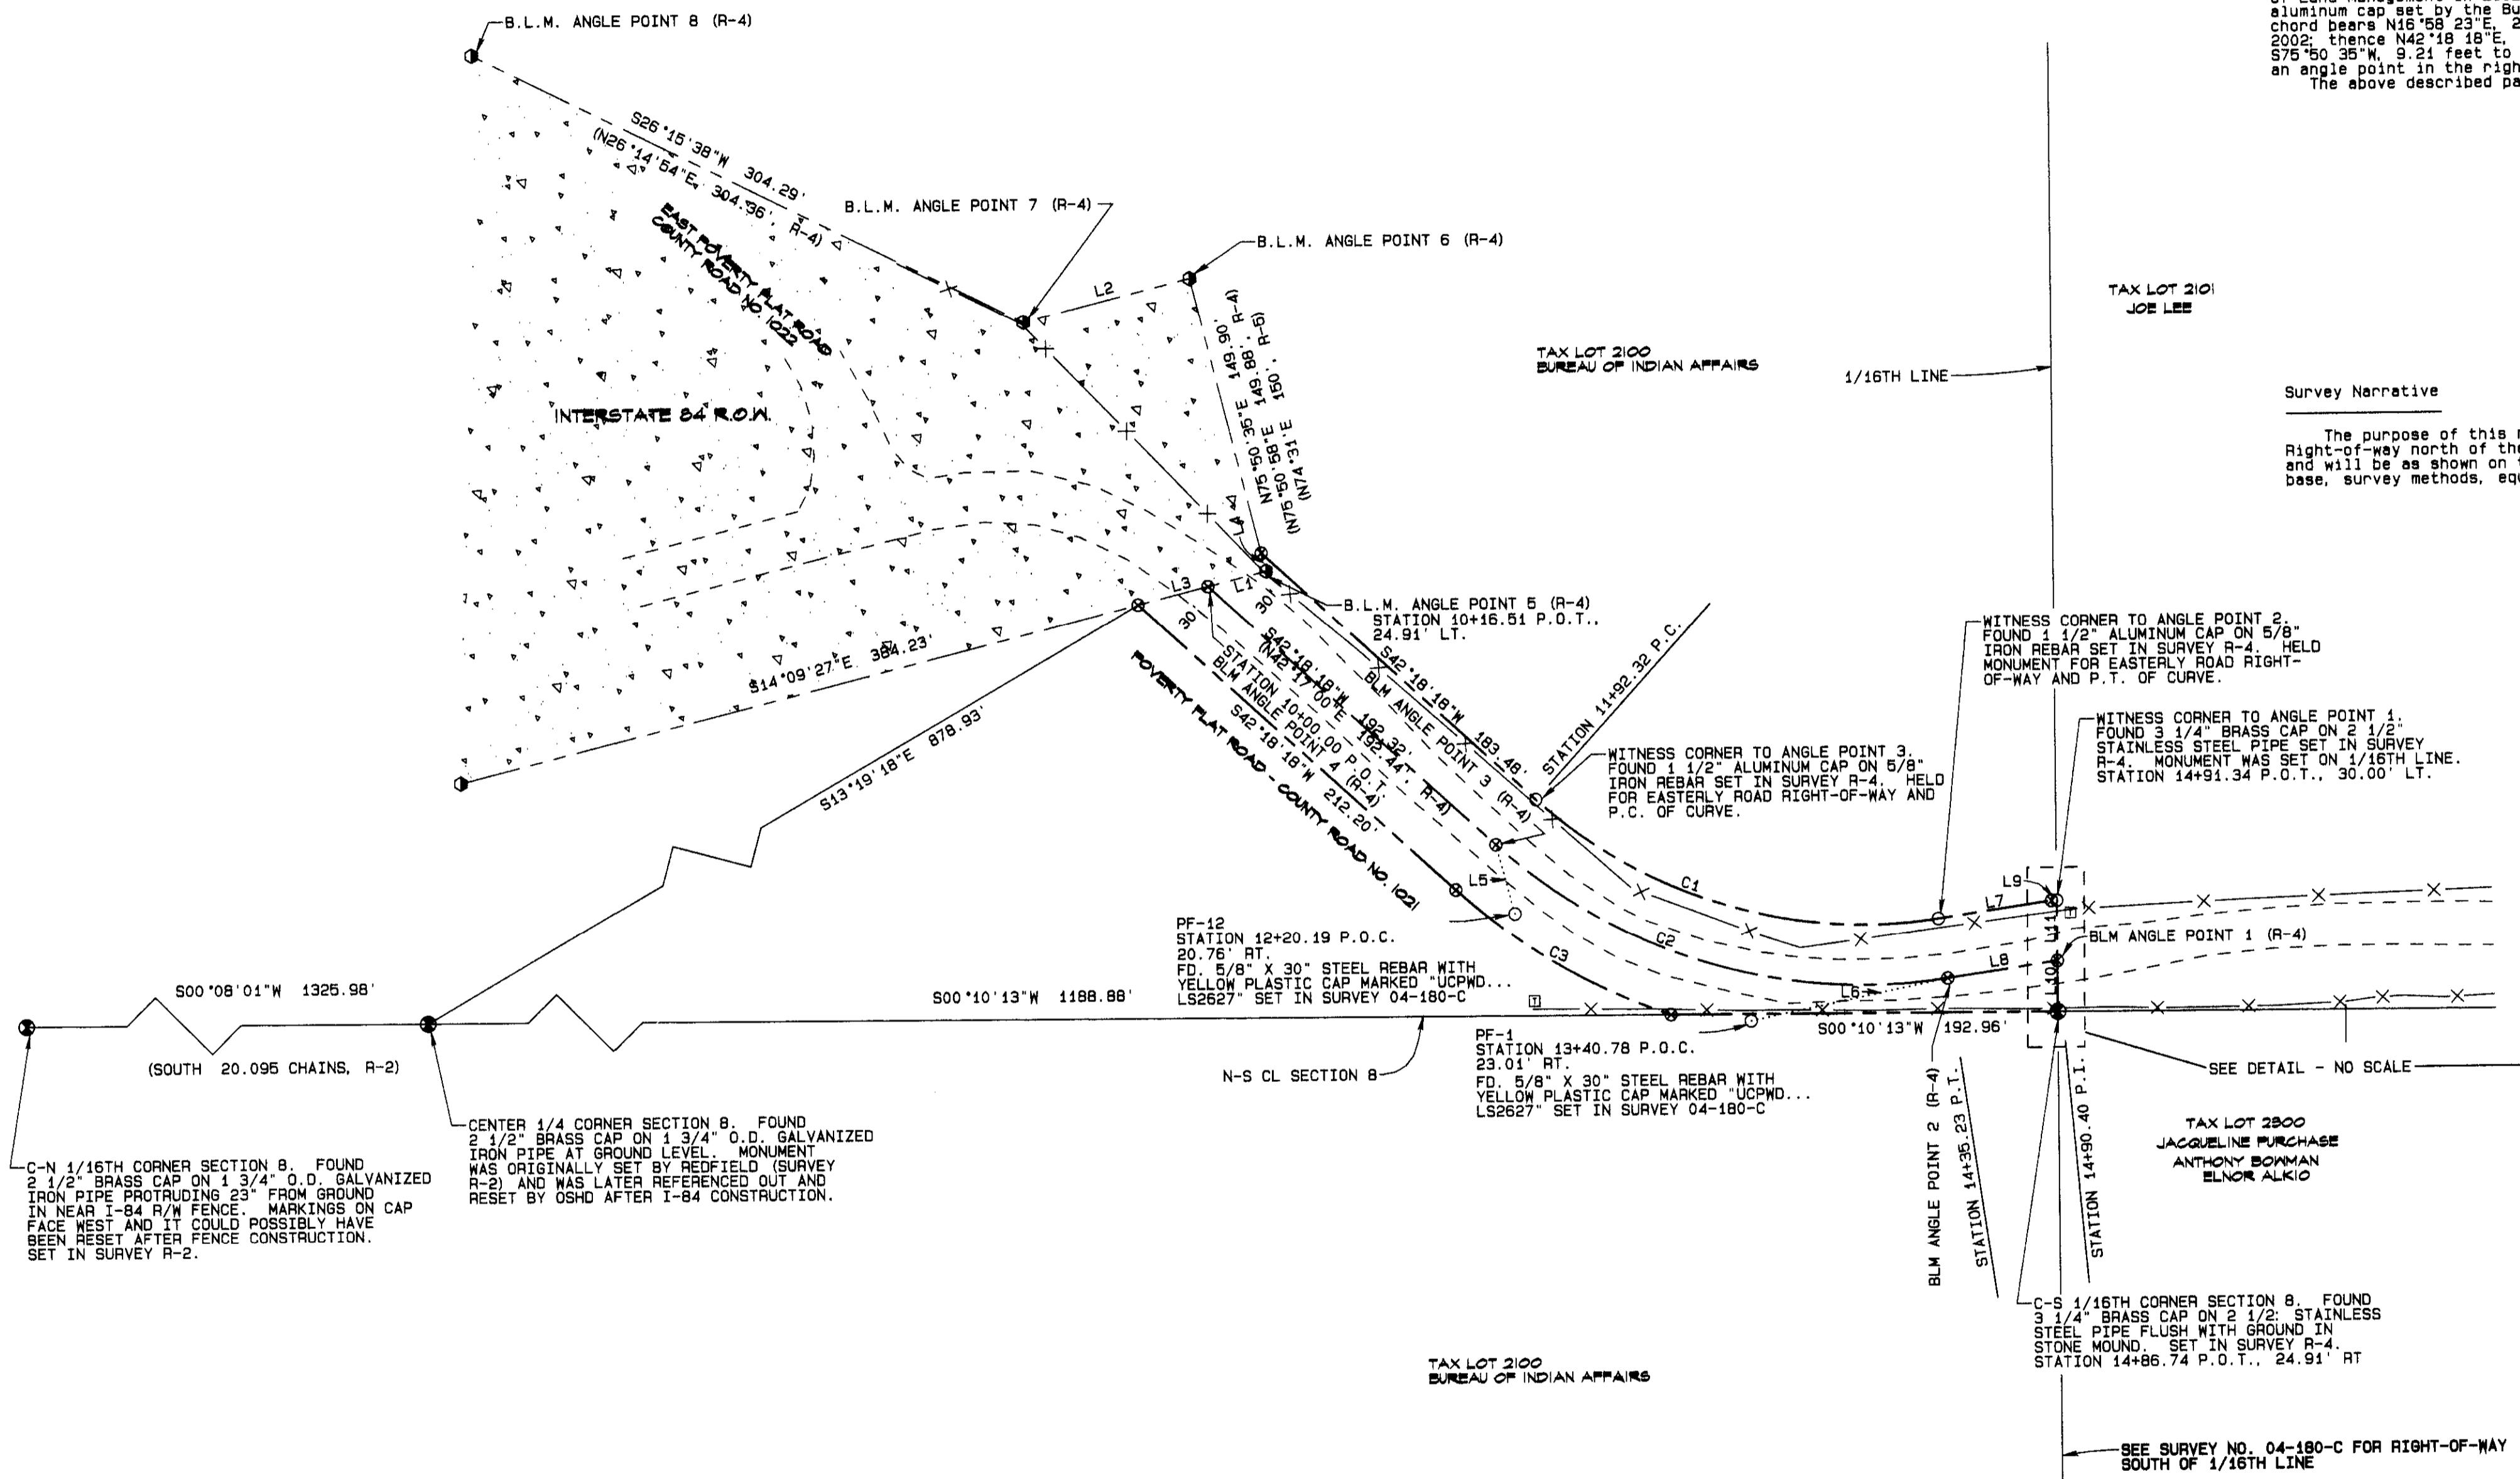 B.L.M. ANGLE POINT 8 (R-4)
aluminum cap set by the Bu
chord bears N16°58 23"E, 2
2002; thence N42°18 18"E,
S75°50 35"W, 9.21 feet to
an angle point in the righ
The above described pa
S26°15'38"W 304.29'
(N26°14'54"E, 304.36', R-4)
EAST POVERTY FLAT ROAD
COUNTY ROAD NO. 1022
B.L.M. ANGLE POINT 7 (R-4)
B.L.M. ANGLE POINT 6 (R-4)
L2
N75°50'35"E 149.90'
(N75°50'58"E 149.88', R-4)
(N74°31'E 150', R-5)
L4
INTERSTATE 84 R.O.W.
TAX LOT 2100
BUREAU OF INDIAN AFFAIRS
1/16TH LINE
TAX LOT 2101
JOE LEE
Survey Narrative
The purpose of this
Right-of-way north of the
and will be as shown on
base, survey methods, equ
L3
L1
30'
30'
B.L.M. ANGLE POINT 5 (R-4)
STATION 10+16.51 P.O.T.,
24.91' LT.
S14°09'27"E 384.23'
S13°19'18"E 878.93'
S42°18'18"W 183.48'
BLM ANGLE POINT 3 (R-4)
S42°18'18"W 192.32'
(N42°17'00"E 192.44', R-4)
STATION 10+00.00 P.O.T.
BLM ANGLE POINT 4 (R-4)
S42°18'18"W 212.20'
POVERTY FLAT ROAD - COUNTY ROAD NO. 1021
STATION 11+92.32 P.C.
WITNESS CORNER TO ANGLE POINT 2.
FOUND 1 1/2" ALUMINUM CAP ON 5/8"
IRON REBAR SET IN SURVEY R-4. HELD
MONUMENT FOR EASTERLY ROAD RIGHT-
OF-WAY AND P.T. OF CURVE.
WITNESS CORNER TO ANGLE POINT 1.
FOUND 3 1/4" BRASS CAP ON 2 1/2"
STAINLESS STEEL PIPE SET IN SURVEY
R-4. MONUMENT WAS SET ON 1/16TH LINE.
STATION 14+91.34 P.O.T., 30.00' LT.
WITNESS CORNER TO ANGLE POINT 3.
FOUND 1 1/2" ALUMINUM CAP ON 5/8"
IRON REBAR SET IN SURVEY R-4. HELD
FOR EASTERLY ROAD RIGHT-OF-WAY AND
P.C. OF CURVE.
L5
C1
C2
C3
L6
L7
L8
L9
L10
L11
T
T
BLM ANGLE POINT 1 (R-4)
PF-12
STATION 12+20.19 P.O.C.
20.76' RT.
FD. 5/8" X 30" STEEL REBAR WITH
YELLOW PLASTIC CAP MARKED "UCPWD...
LS2627" SET IN SURVEY 04-180-C
S00°08'01"W 1325.98'
(SOUTH 20.095 CHAINS, R-2)
S00°10'13"W 1188.88'
S00°10'13"W 192.96'
N-S CL SECTION 8
PF-1
STATION 13+40.78 P.O.C.
23.01' RT.
FD. 5/8" X 30" STEEL REBAR WITH
YELLOW PLASTIC CAP MARKED "UCPWD...
LS2627" SET IN SURVEY 04-180-C
BLM ANGLE POINT 2 (R-4)
STATION 14+35.23 P.T.
STATION 14+90.40 P.I.
SEE DETAIL - NO SCALE
TAX LOT 2300
JACQUELINE PURCHASE
ANTHONY BOWMAN
ELNOR ALKIO
C-N 1/16TH CORNER SECTION 8. FOUND
2 1/2" BRASS CAP ON 1 3/4" O.D. GALVANIZED
IRON PIPE PROTRUDING 23" FROM GROUND
IN NEAR I-84 R/W FENCE. MARKINGS ON CAP
FACE WEST AND IT COULD POSSIBLY HAVE
BEEN RESET AFTER FENCE CONSTRUCTION.
SET IN SURVEY R-2.
CENTER 1/4 CORNER SECTION 8. FOUND
2 1/2" BRASS CAP ON 1 3/4" O.D. GALVANIZED
IRON PIPE AT GROUND LEVEL. MONUMENT
WAS ORIGINALLY SET BY REDFIELD (SURVEY
R-2) AND WAS LATER REFERENCED OUT AND
RESET BY OSHD AFTER I-84 CONSTRUCTION.
C-S 1/16TH CORNER SECTION 8. FOUND
3 1/4" BRASS CAP ON 2 1/2: STAINLESS
STEEL PIPE FLUSH WITH GROUND IN
STONE MOUND. SET IN SURVEY R-4.
STATION 14+86.74 P.O.T., 24.91' RT
TAX LOT 2100
BUREAU OF INDIAN AFFAIRS
SEE SURVEY NO. 04-180-C FOR RIGHT-OF-WAY
SOUTH OF 1/16TH LINE